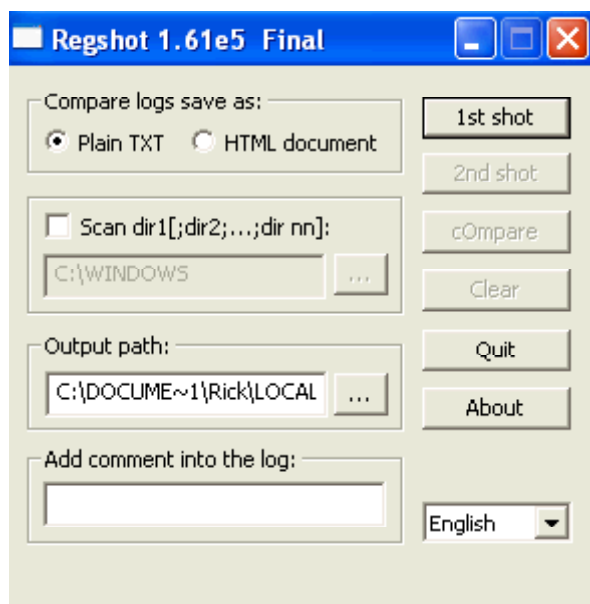 Regshot 1.61e5 Final
Compare logs save as:
Plain TXT
HTML document
1st shot
2nd shot
Scan dir1[;dir2;...;dir nn]:
C:\WINDOWS
...
cOmpare
Clear
Output path:
C:\DOCUME~1\Rick\LOCAL
...
Quit
About
Add comment into the log:
English